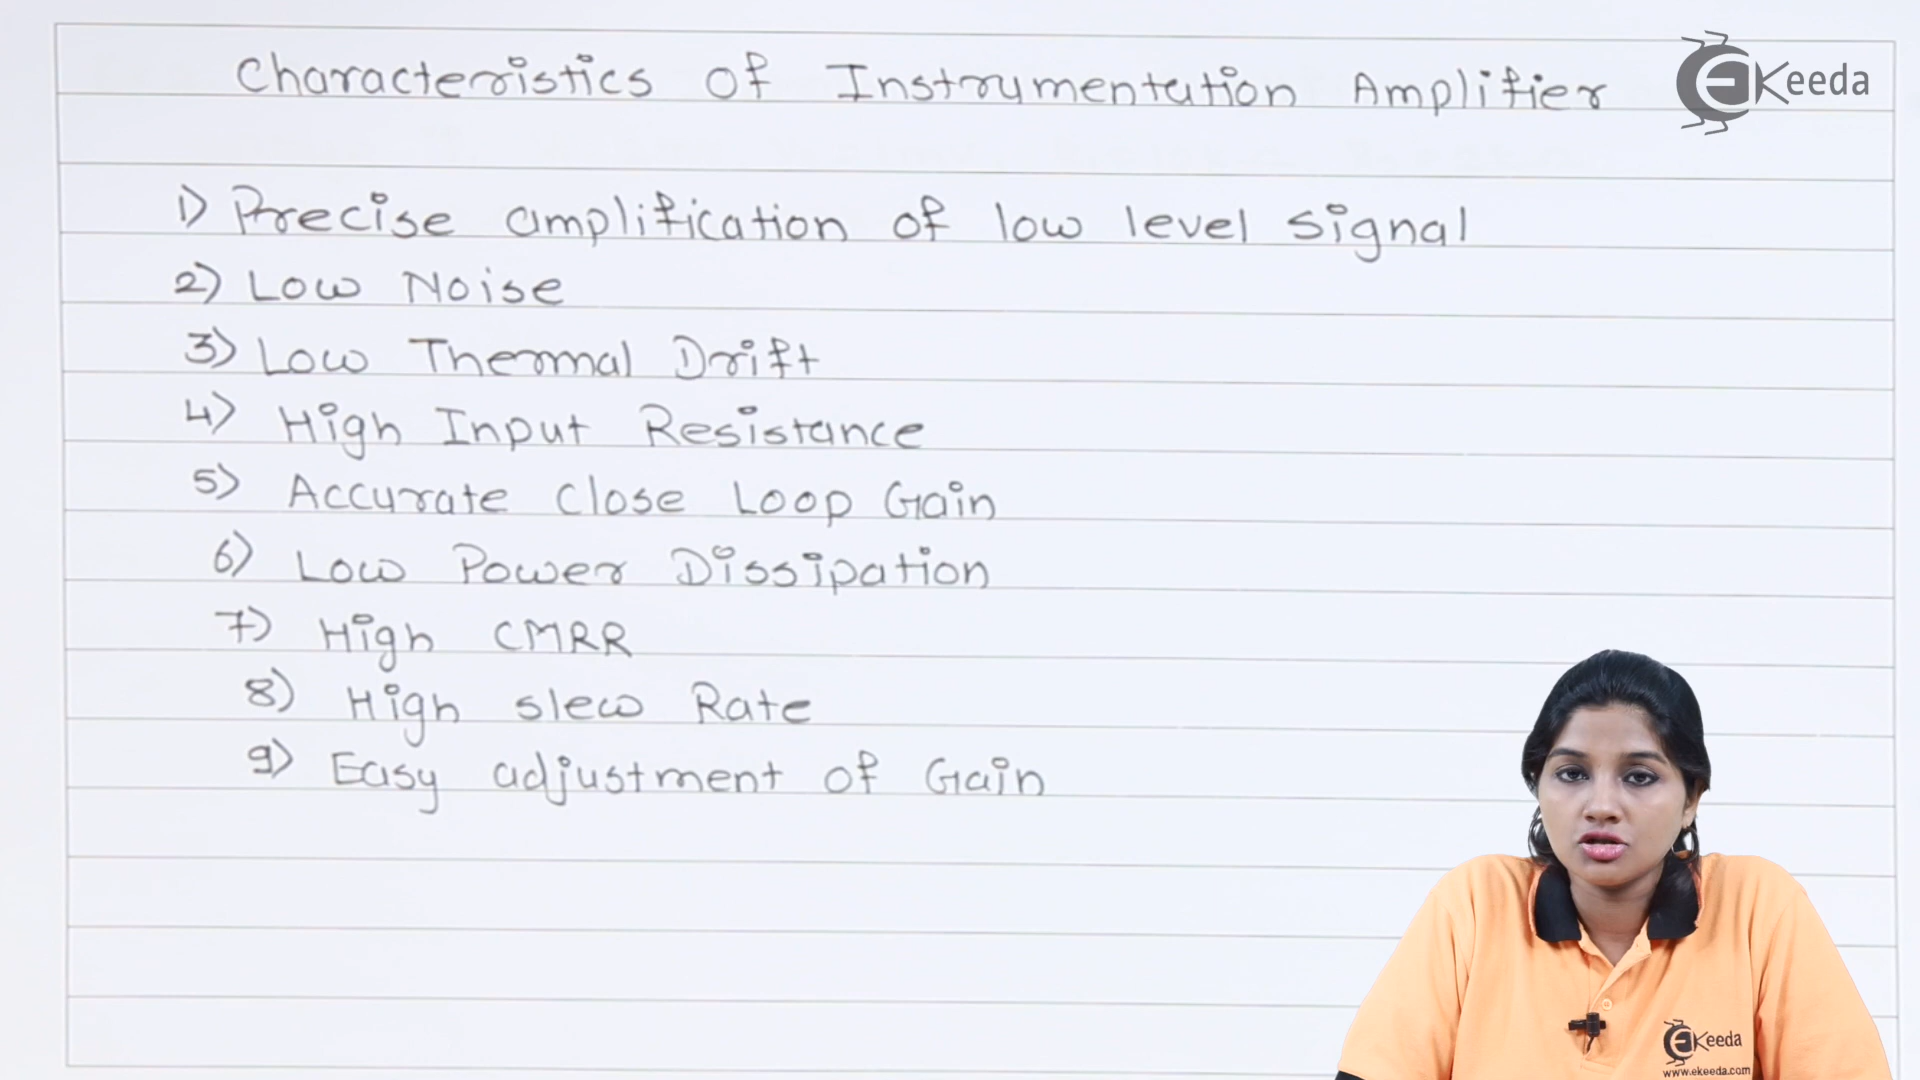 Characteristics of Instrumentation Amplifier
EKeeda
1) Precise amplification of low level signal
2) Low Noise
3) Low Thermal Drift
4) High Input Resistance
5) Accurate close Loop Gain
6) Low Power Dissipation
7) High CMRR
8) High slew Rate
9) Easy adjustment of Gain
EKeeda
www.ekeeda.com